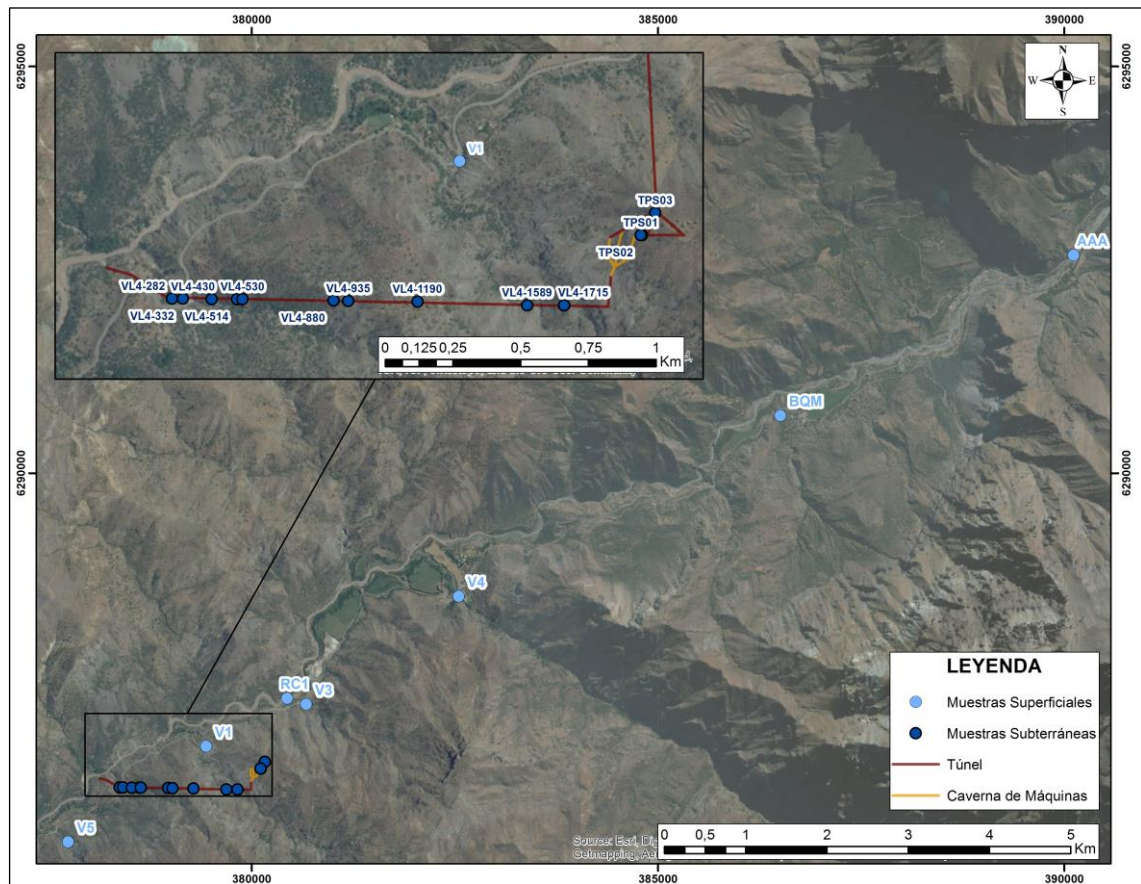 380000
385000
390000
6295000
6295000
N
W E
S
V1
TPS03
TPS01
TPS02
AAA
VL4-282
VL4-430
VL4-530
VL4-935
VL4-1190
VL4-1589
VL4-1715
VL4-332
VL4-514
VL4-880
0 0,125 0,25 0,5 0,75 1
Km
BQM
6290000
6290000
V4
RC1
V3
V1
V5
LEYENDA
Muestras Superficiales
Muestras Subterráneas
Túnel
Caverna de Máquinas
Source: Esri,
Getmapping,
0 0,5 1 2 3 4 5
Km
380000
385000
390000